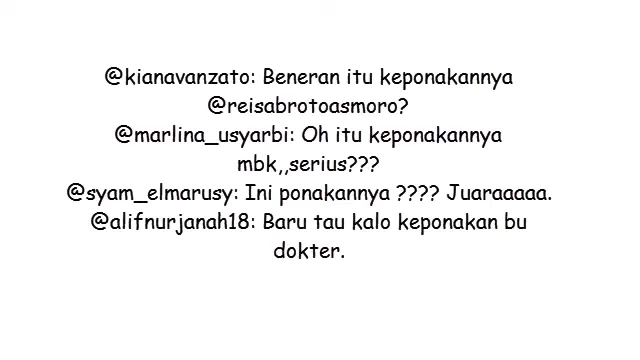 @kianavanzato: Beneran itu keponakannya
@reisabrotoasmoro?
@marlina_usyarbi: Oh itu keponakannya
mbk,,serius???
@syam_elmarusy: Ini ponakannya ???? Juaraaaaa.
@alifnurjanah18: Baru tau kalo keponakan bu
dokter.